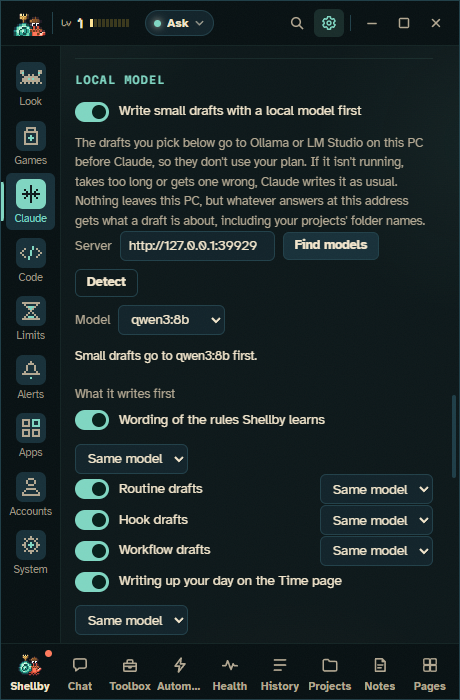 Lv 1
Ask
LOCAL MODEL
Look
Write small drafts with a local model first
Games
The drafts you pick below go to Ollama or LM Studio on this PC
before Claude, so they don't use your plan. If it isn't running,
takes too long or gets one wrong, Claude writes it as usual.
Nothing leaves this PC, but whatever answers at this address
gets what a draft is about, including your projects' folder names.
Claude
Server http://127.0.0.1:39929 Find models
Code
Detect
Limits
Model qwen3:8b
Small drafts go to qwen3:8b first.
Alerts
What it writes first
Wording of the rules Shellby learns
Apps
Same model
Routine drafts Same model
Accounts
Hook drafts Same model
Workflow drafts Same model
System
Writing up your day on the Time page
Same model
Shellby Chat Toolbox Autom... Health History Projects Notes Pages